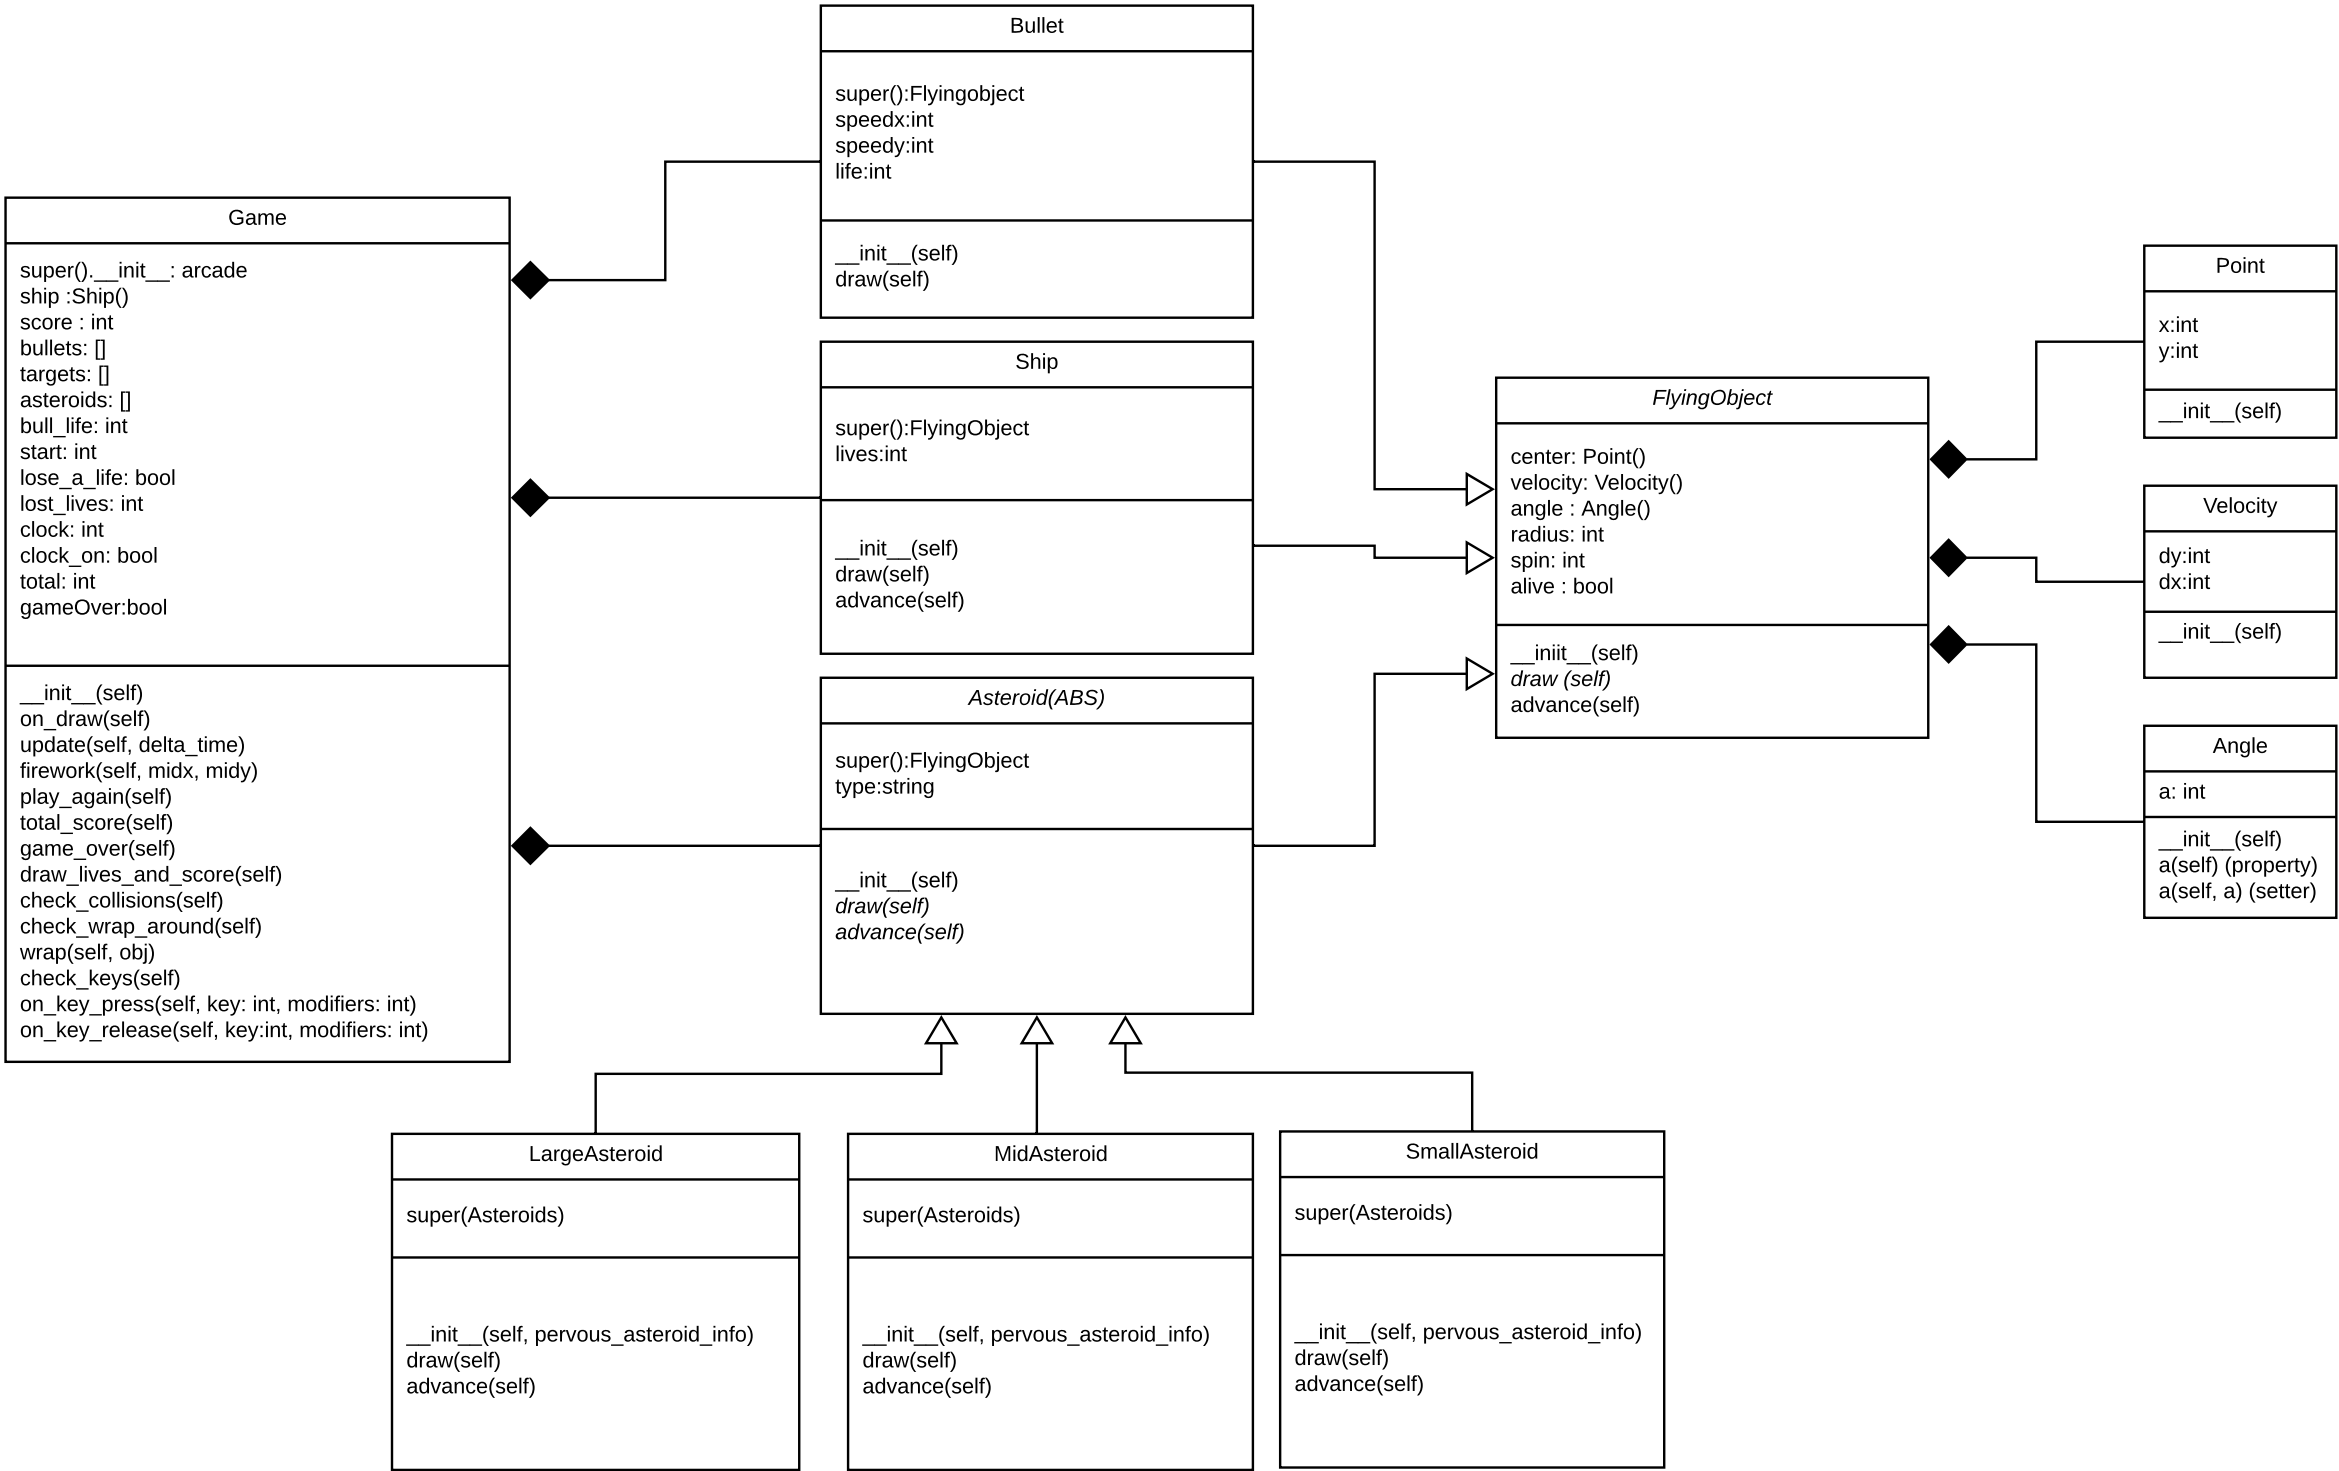 Bullet
super():Flyingobject
speedx:int
speedy:int
life:int
__init__(self)
draw(self)
Game
super().__init__: arcade
ship :Ship()
score : int
bullets: []
targets: []
asteroids: []
bull_life: int
start: int
lose_a_life: bool
lost_lives: int
clock: int
clock_on: bool
total: int
gameOver:bool
__init__(self)
on_draw(self)
update(self, delta_time)
firework(self, midx, midy)
play_again(self)
total_score(self)
game_over(self)
draw_lives_and_score(self)
check_collisions(self)
check_wrap_around(self)
wrap(self, obj)
check_keys(self)
on_key_press(self, key: int, modifiers: int)
on_key_release(self, key:int, modifiers: int)
Ship
super():FlyingObject
lives:int
__init__(self)
draw(self)
advance(self)
Asteroid(ABS)
super():FlyingObject
type:string
__init__(self)
draw(self)
advance(self)
FlyingObject
center: Point()
velocity: Velocity()
angle : Angle()
radius: int
spin: int
alive : bool
__iniit__(self)
draw (self)
advance(self)
Point
x:int
y:int
__init__(self)
Velocity
dy:int
dx:int
__init__(self)
Angle
a: int
__init__(self)
a(self) (property)
a(self, a) (setter)
LargeAsteroid
super(Asteroids)
__init__(self, pervous_asteroid_info)
draw(self)
advance(self)
MidAsteroid
super(Asteroids)
__init__(self, pervous_asteroid_info)
draw(self)
advance(self)
SmallAsteroid
super(Asteroids)
__init__(self, pervous_asteroid_info)
draw(self)
advance(self)